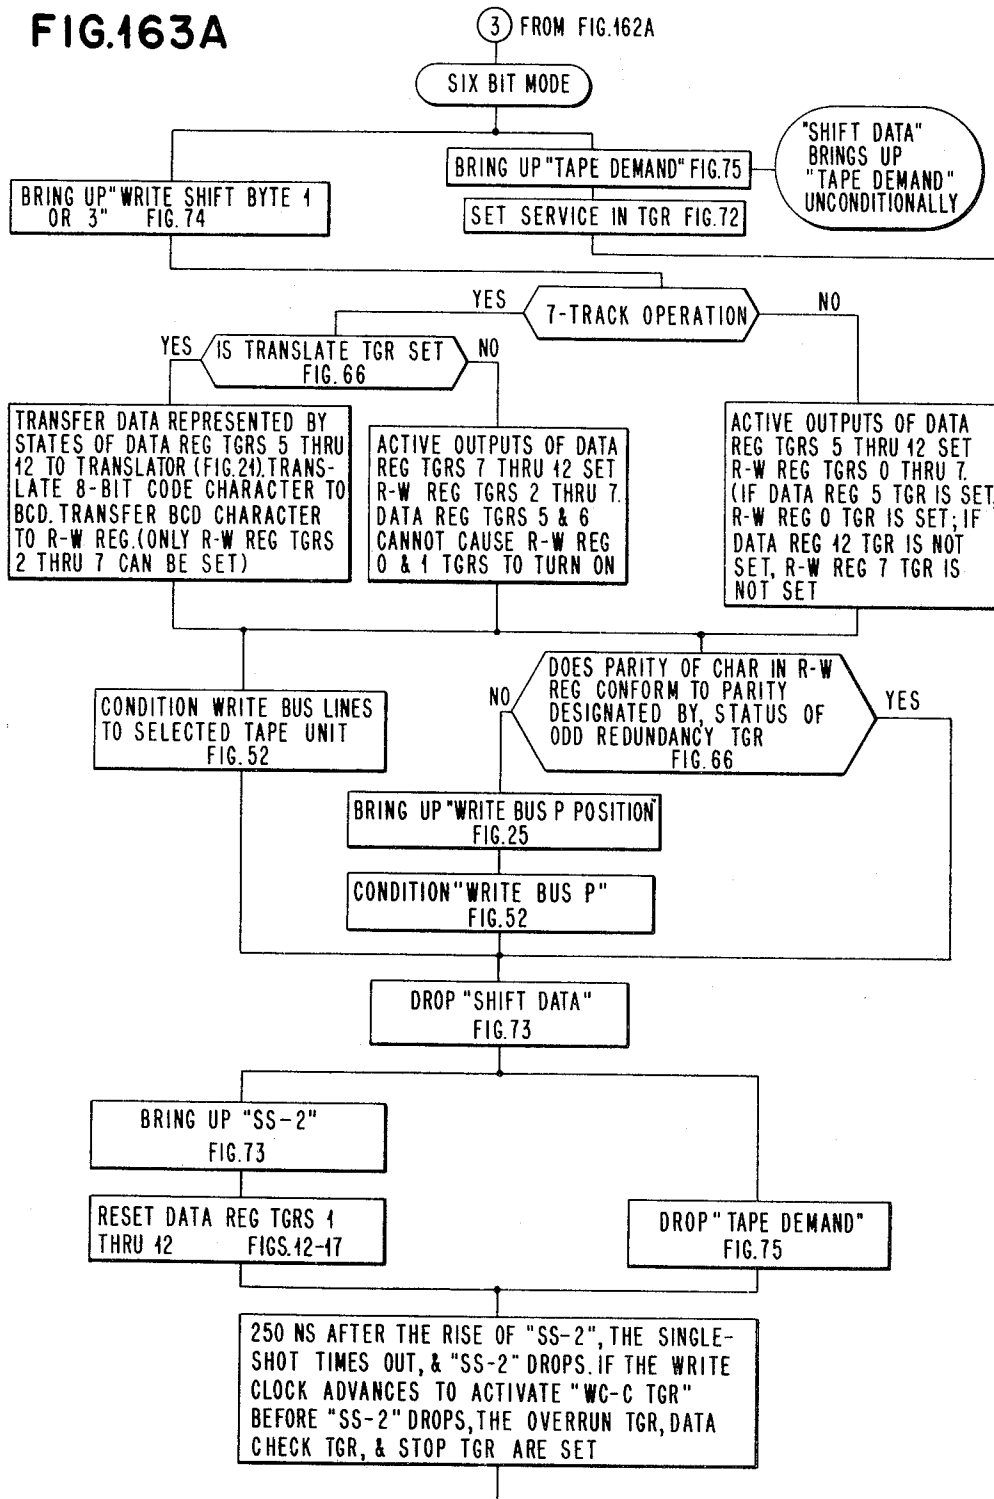 FIG.163A
3 FROM FIG.162A
SIX BIT MODE
"SHIFT DATA"
BRINGS UP
"TAPE DEMAND"
UNCONDITIONALLY
BRING UP "TAPE DEMAND" FIG.75
BRING UP "WRITE SHIFT BYTE 1
OR 3" FIG.74
SET SERVICE IN TGR FIG.72
YES
7-TRACK OPERATION
NO
YES
IS TRANSLATE TGR SET
FIG.66
NO
TRANSFER DATA REPRESENTED BY
STATES OF DATA REG TGRS 5 THRU
12 TO TRANSLATOR (FIG.21). TRANS-
LATE 8-BIT CODE CHARACTER TO
BCD. TRANSFER BCD CHARACTER
TO R-W REG. (ONLY R-W REG TGRS
2 THRU 7 CAN BE SET)
ACTIVE OUTPUTS OF DATA
REG TGRS 7 THRU 12 SET
R-W REG TGRS 2 THRU 7.
DATA REG TGRS 5 & 6
CANNOT CAUSE R-W REG
0 & 1 TGRS TO TURN ON
ACTIVE OUTPUTS OF DATA
REG TGRS 5 THRU 12 SET
R-W REG TGRS 0 THRU 7.
(IF DATA REG 5 TGR IS SET,
R-W REG 0 TGR IS SET; IF
DATA REG 12 TGR IS NOT
SET, R-W REG 7 TGR IS
NOT SET
CONDITION WRITE BUS LINES
TO SELECTED TAPE UNIT
FIG.52
NO
DOES PARITY OF CHAR IN R-W
REG CONFORM TO PARITY
DESIGNATED BY, STATUS OF
ODD REDUNDANCY TGR
FIG.66
YES
BRING UP "WRITE BUS P POSITION"
FIG.25
CONDITION "WRITE BUS P"
FIG.52
DROP "SHIFT DATA"
FIG.73
BRING UP "SS-2"
FIG.73
RESET DATA REG TGRS 1
THRU 12 FIGS.12-17
DROP "TAPE DEMAND"
FIG.75
250 NS AFTER THE RISE OF "SS-2", THE SINGLE-
SHOT TIMES OUT, & "SS-2" DROPS. IF THE WRITE
CLOCK ADVANCES TO ACTIVATE "WC-C TGR"
BEFORE "SS-2" DROPS, THE OVERRUN TGR, DATA
CHECK TGR, & STOP TGR ARE SET